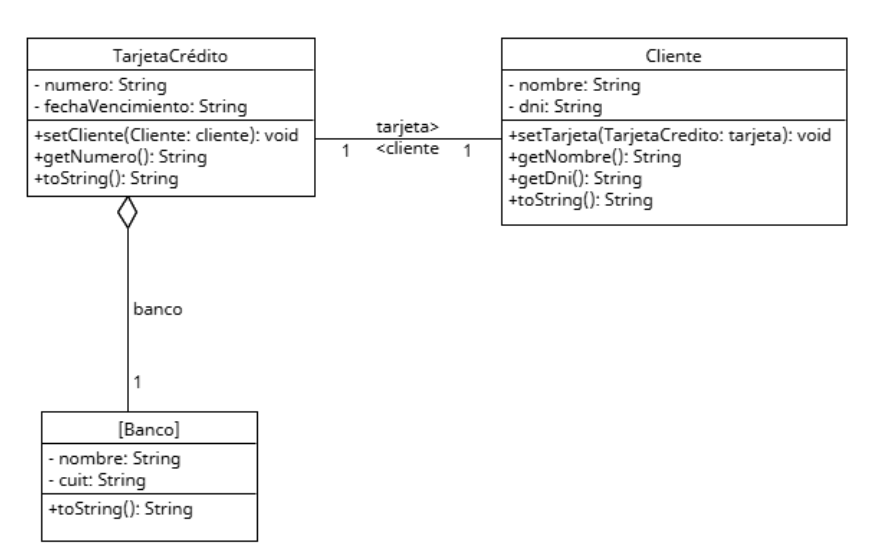 TarjetaCrédito
- numero: String
- fechaVencimiento: String
+setCliente(Cliente: cliente): void
+getNumero(): String
+toString(): String
tarjeta>
1 <cliente 1
Cliente
- nombre: String
- dni: String
+setTarjeta(TarjetaCredito: tarjeta): void
+getNombre(): String
+getDni(): String
+toString(): String
banco
1
[Banco]
- nombre: String
- cuit: String
+toString(): String